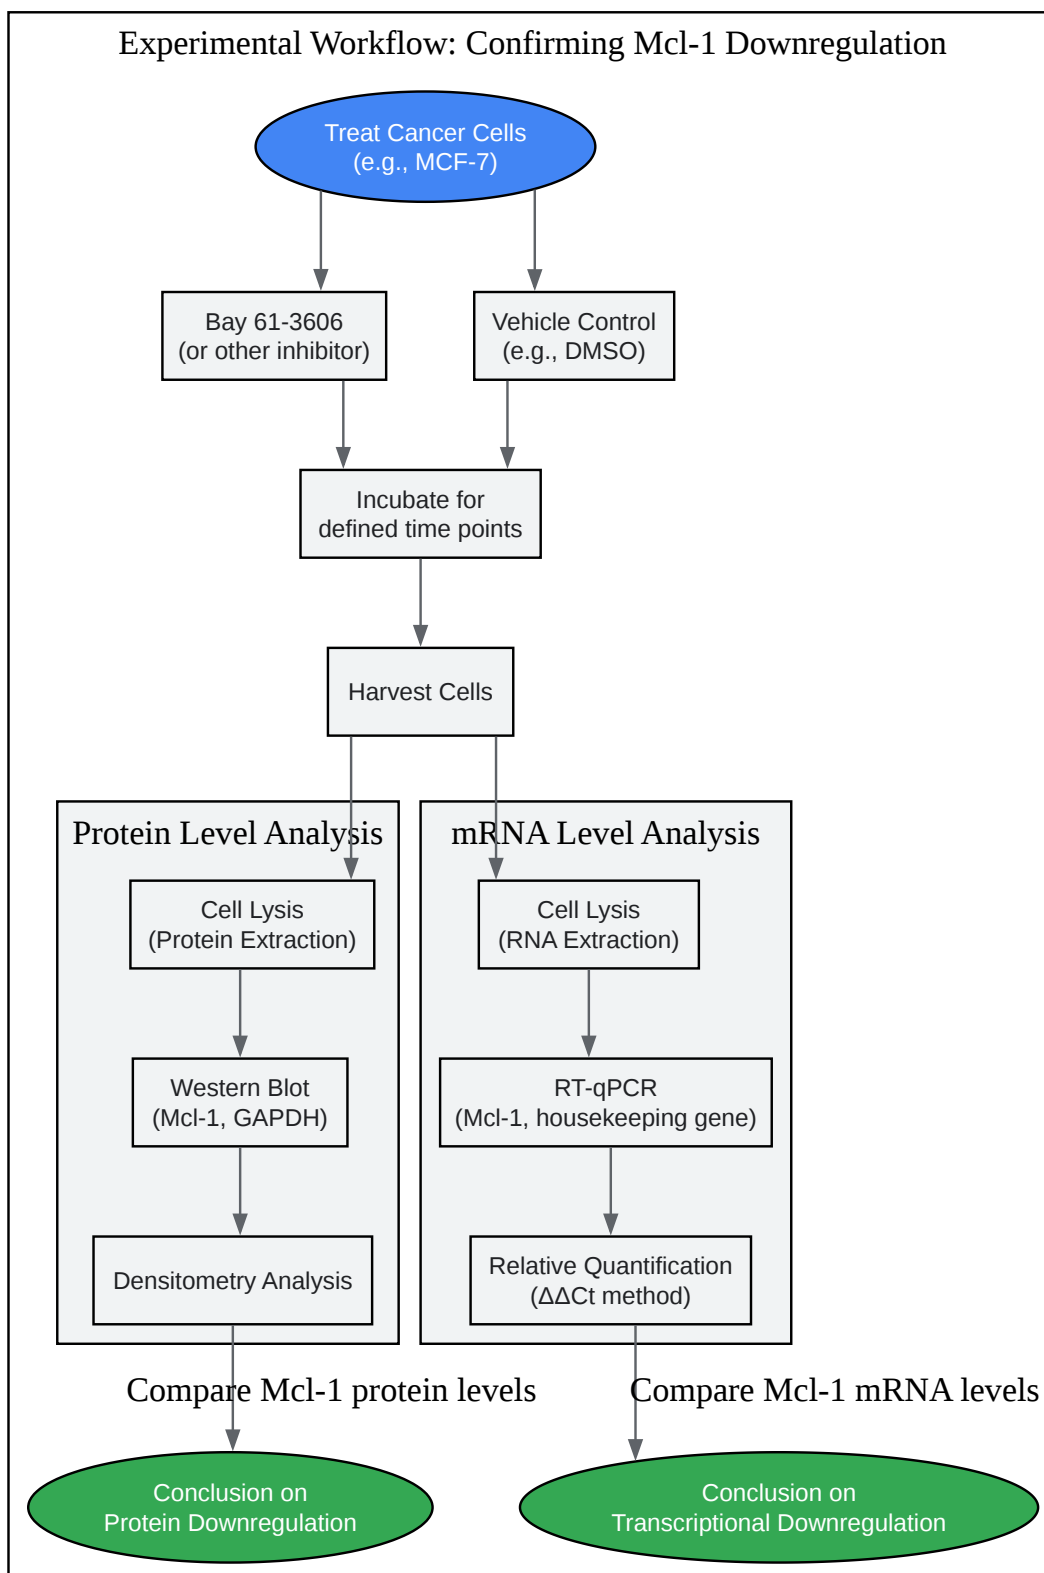 Experimental Workflow: Confirming Mcl-1 Downregulation
Treat Cancer Cells
(e.g., MCF-7)
Bay 61-3606
(or other inhibitor)
Vehicle Control
(e.g., DMSO)
Incubate for
defined time points
Harvest Cells
Protein Level Analysis
Cell Lysis
(Protein Extraction)
Western Blot
(Mcl-1, GAPDH)
Densitometry Analysis
mRNA Level Analysis
Cell Lysis
(RNA Extraction)
RT-qPCR
(Mcl-1, housekeeping gene)
Relative Quantification
(ΔΔCt method)
Compare Mcl-1 protein levels
Compare Mcl-1 mRNA levels
Conclusion on
Protein Downregulation
Conclusion on
Transcriptional Downregulation